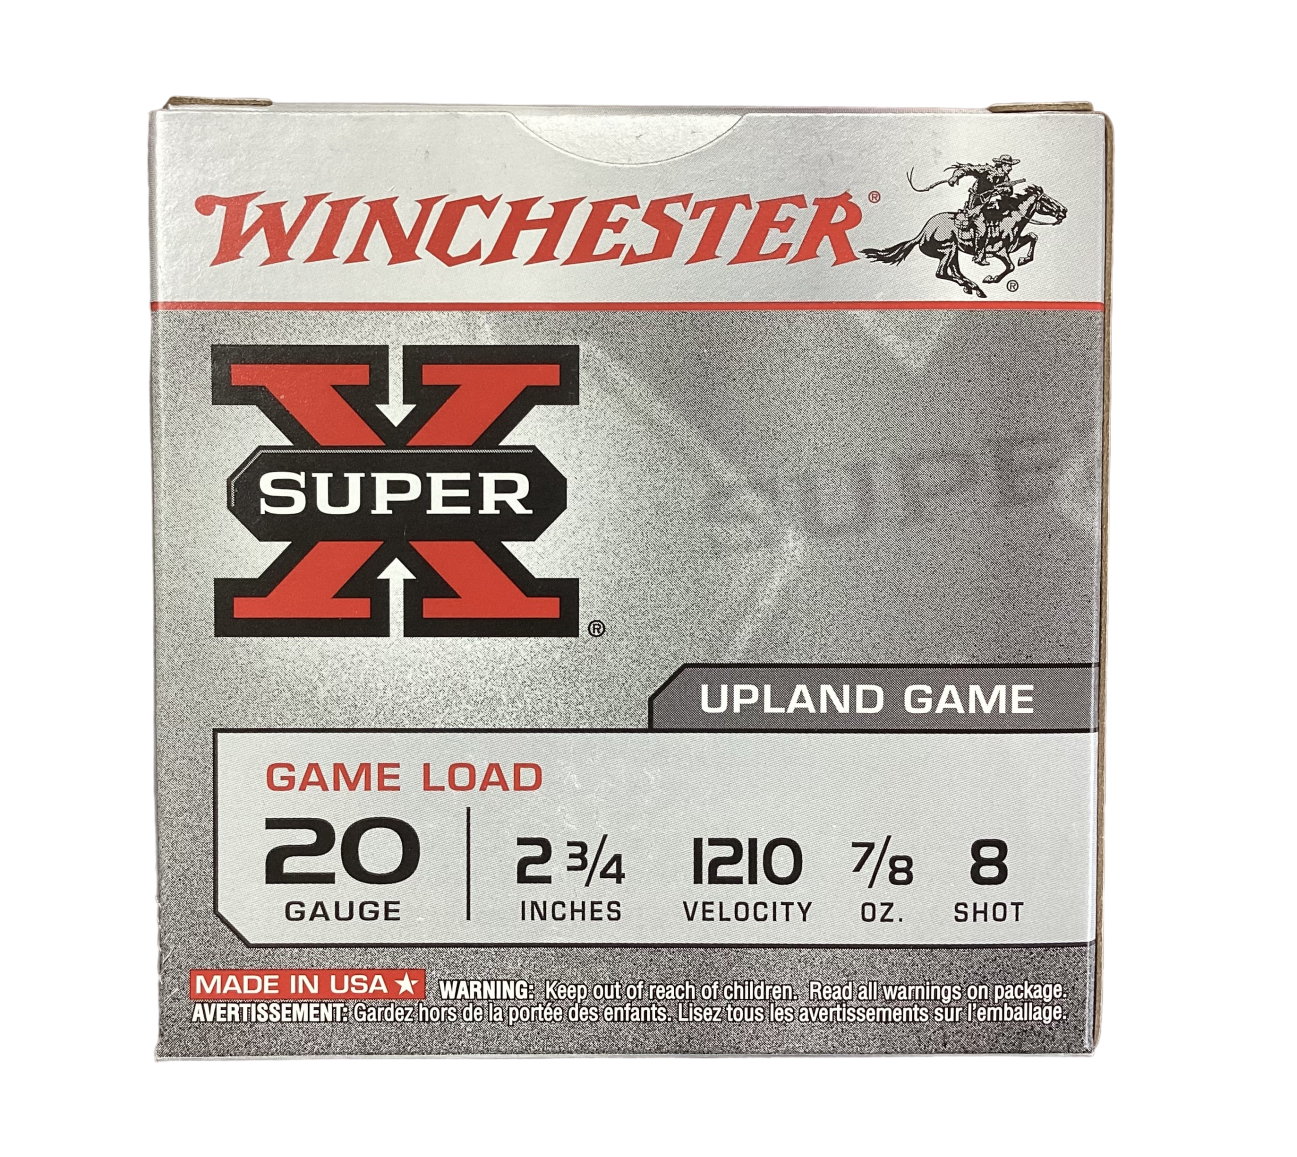 WINCHESTER®
®
SUPER X
®
UPLAND GAME
GAME LOAD
20 2 3/4 1210 7/8 8
GAUGE INCHES VELOCITY OZ. SHOT
MADE IN USA ★ WARNING: Keep out of reach of children. Read all warnings on package.
AVERTISSEMENT: Gardez hors de la portée des enfants. Lisez tous les avertissements sur l'emballage.